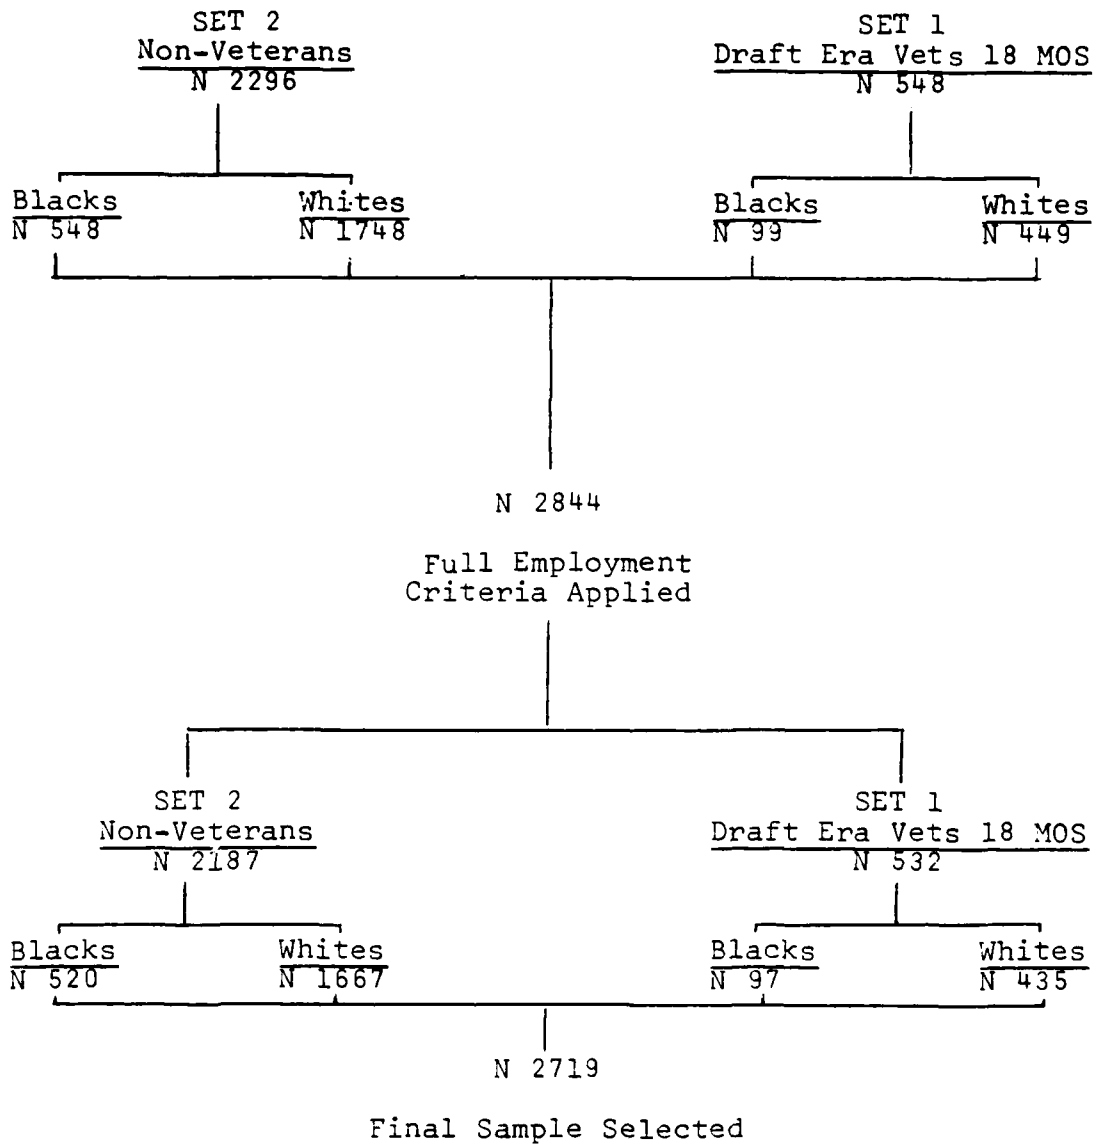 SET 2
Non-Veterans
N 2296
SET 1
Draft Era Vets 18 MOS
N 548
Blacks
N 548
Whites
N 1748
Blacks
N 99
Whites
N 449
N 2844
Full Employment
Criteria Applied
SET 2
Non-Veterans
N 2187
SET 1
Draft Era Vets 18 MOS
N 532
Blacks
N 520
Whites
N 1667
Blacks
N 97
Whites
N 435
N 2719
Final Sample Selected